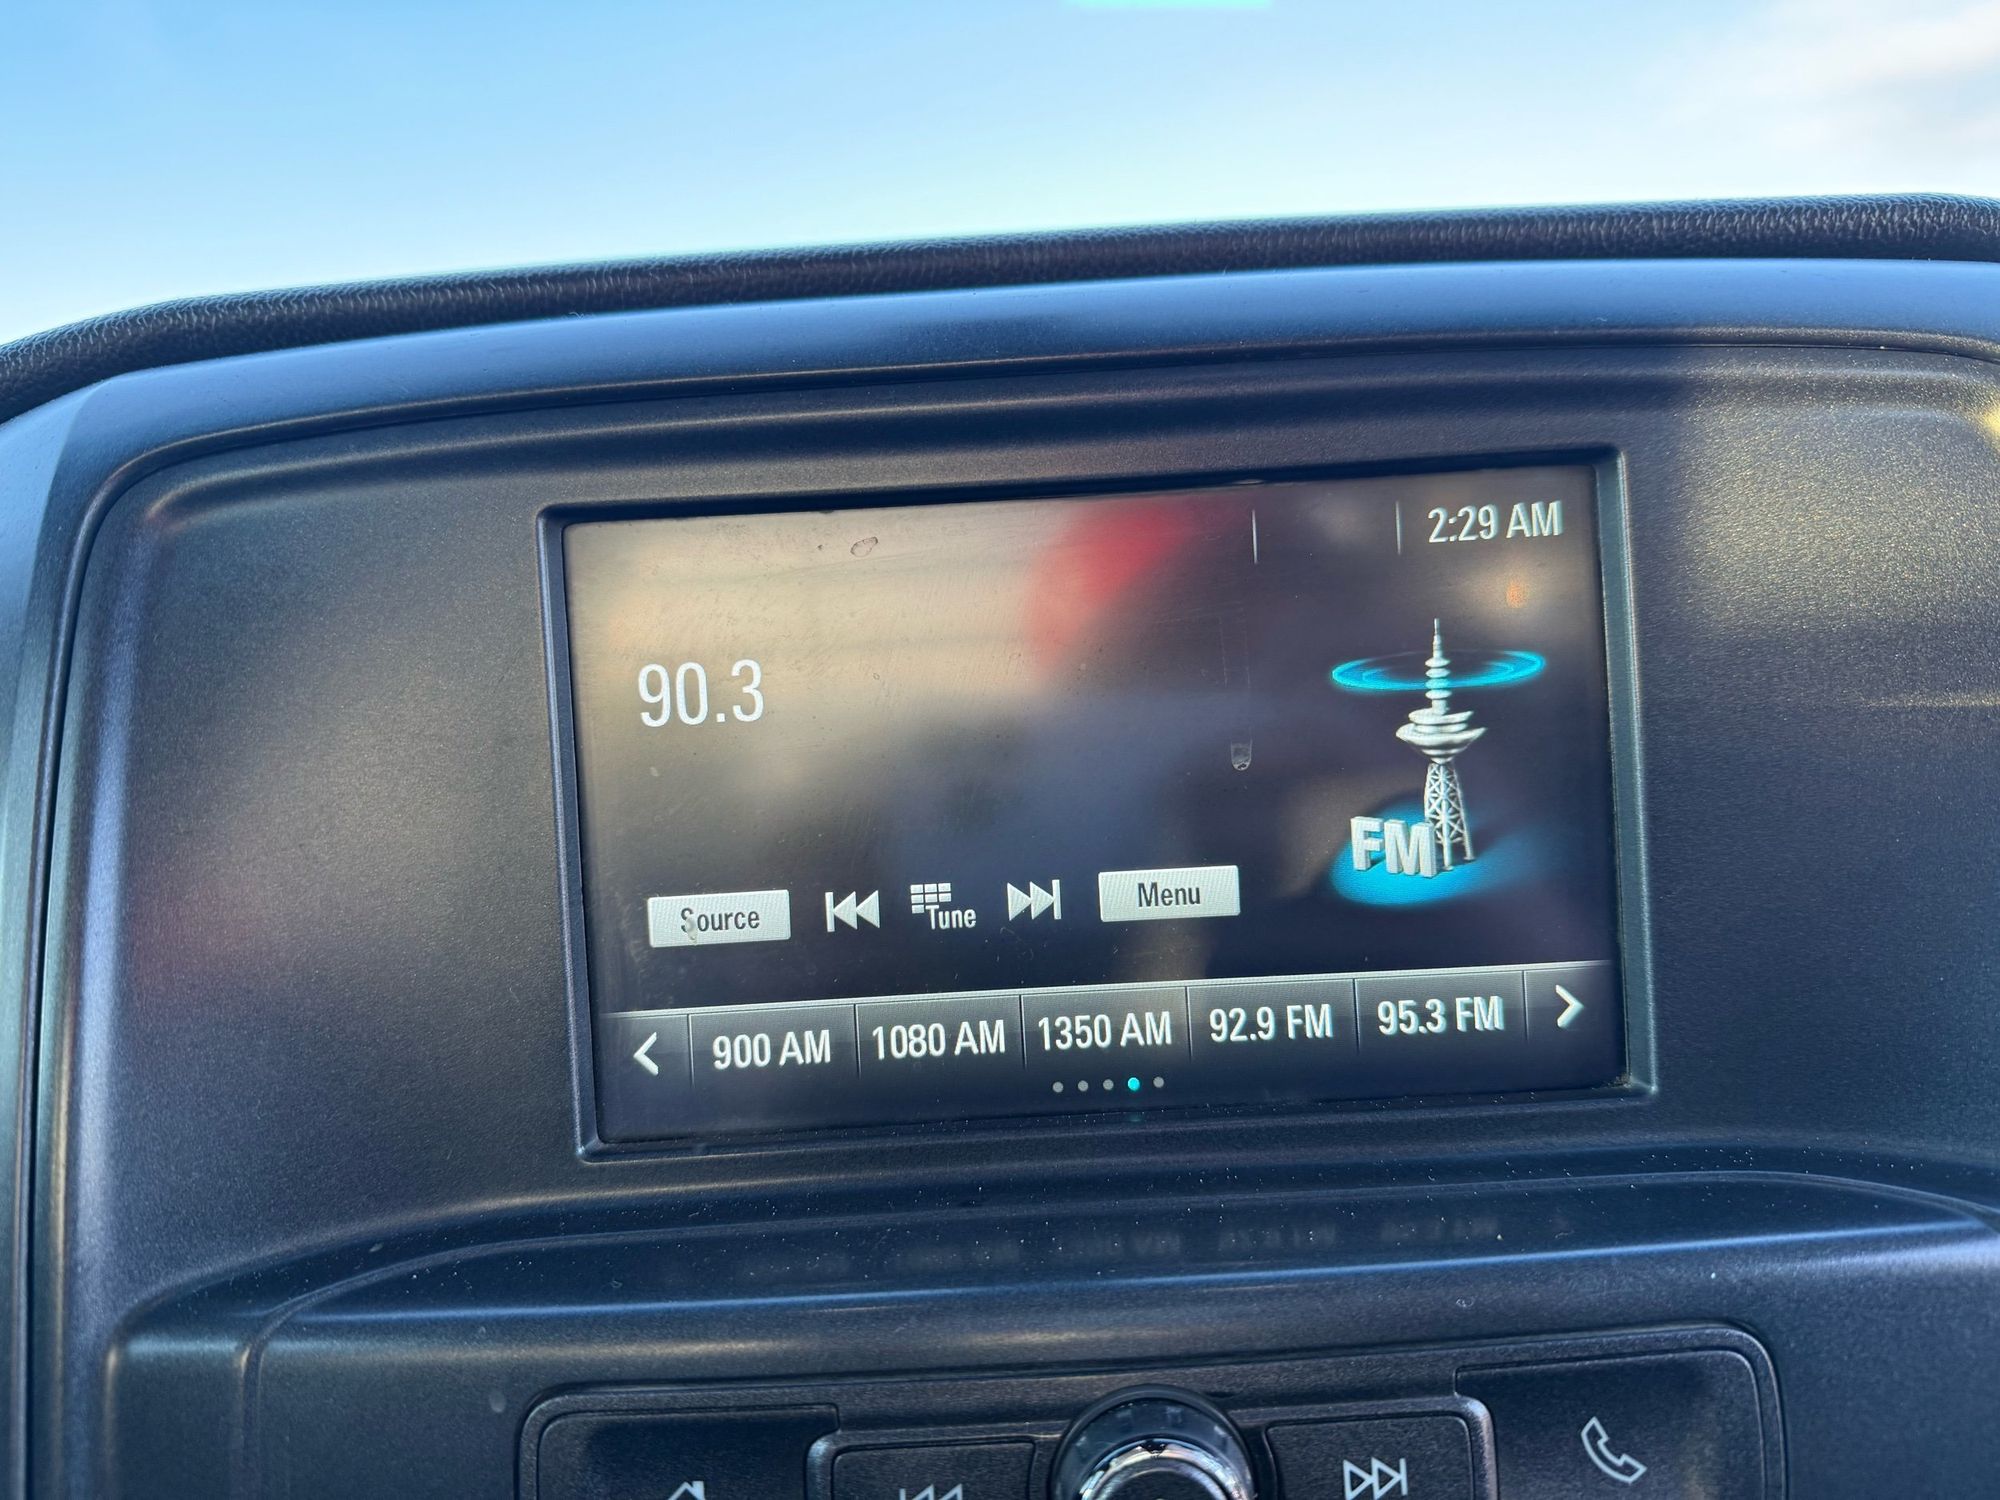 2:29 AM
90.3
FM
Source
Tune
Menu
900 AM
1080 AM
1350 AM
92.9 FM
95.3 FM